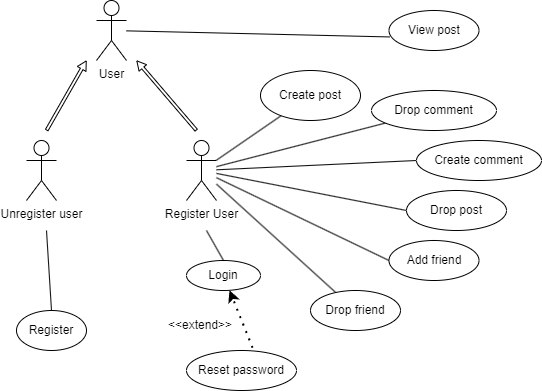 View post
User
Create post
Drop comment
Create comment
Unregister user
Register User
Drop post
Add friend
Login
Drop friend
Register
<<extend>>
Reset password